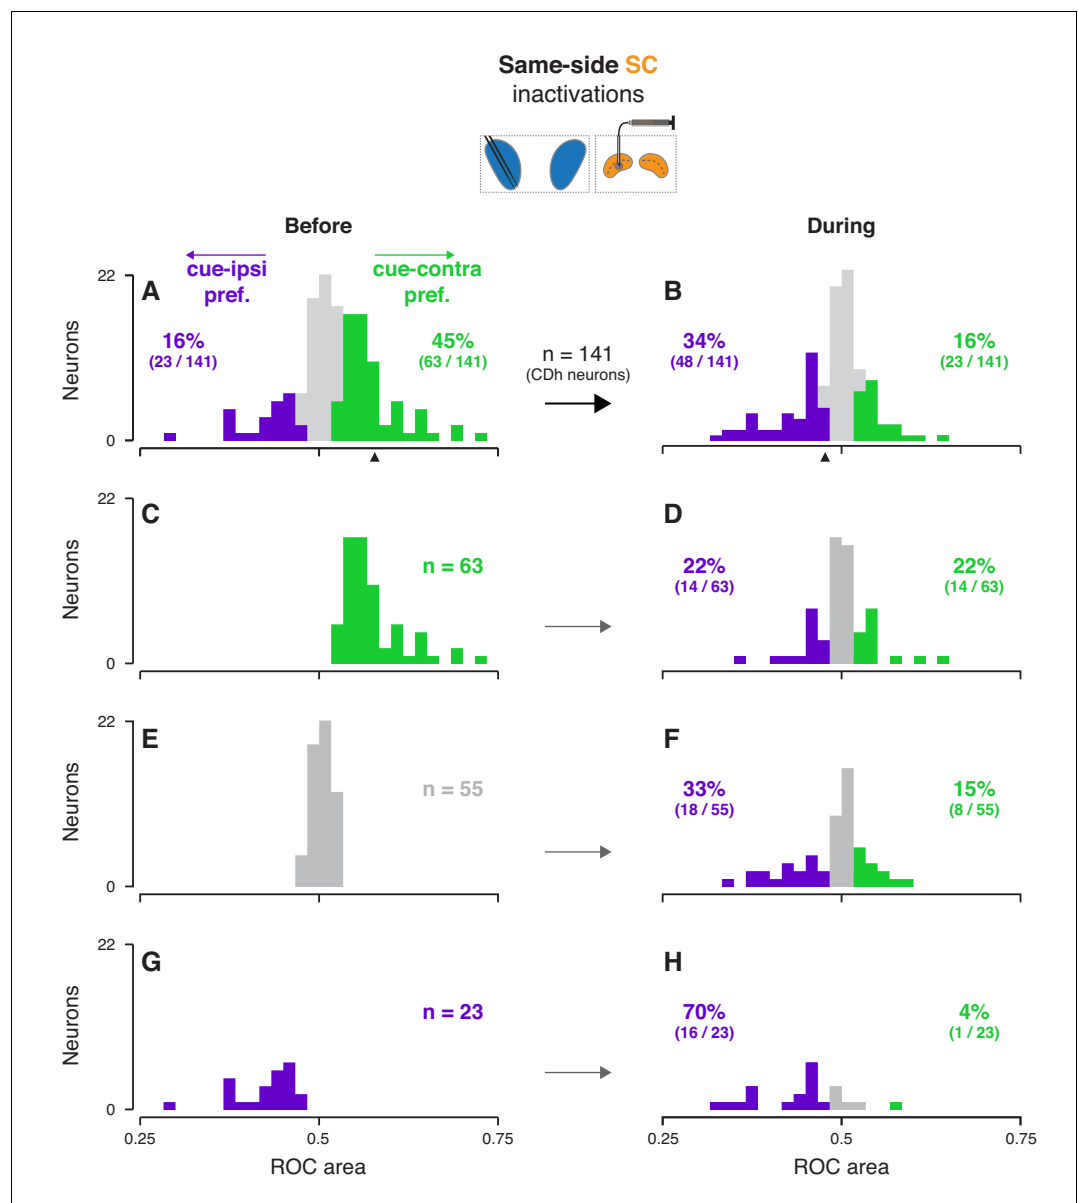 Same-side SC
inactivations
Before
During
cue-ipsi
pref.
cue-contra
pref.
22
A
B
Neurons
16%
(23 / 141)
45%
(63 / 141)
n = 141
(CDh neurons)
34%
(48 / 141)
16%
(23 / 141)
0
22
C
D
Neurons
n = 63
22%
(14 / 63)
22%
(14 / 63)
0
22
E
F
Neurons
n = 55
33%
(18 / 55)
15%
(8 / 55)
0
22
G
H
Neurons
n = 23
70%
(16 / 23)
4%
(1 / 23)
0
0.25
0.5
0.75
0.25
0.5
0.75
ROC area
ROC area